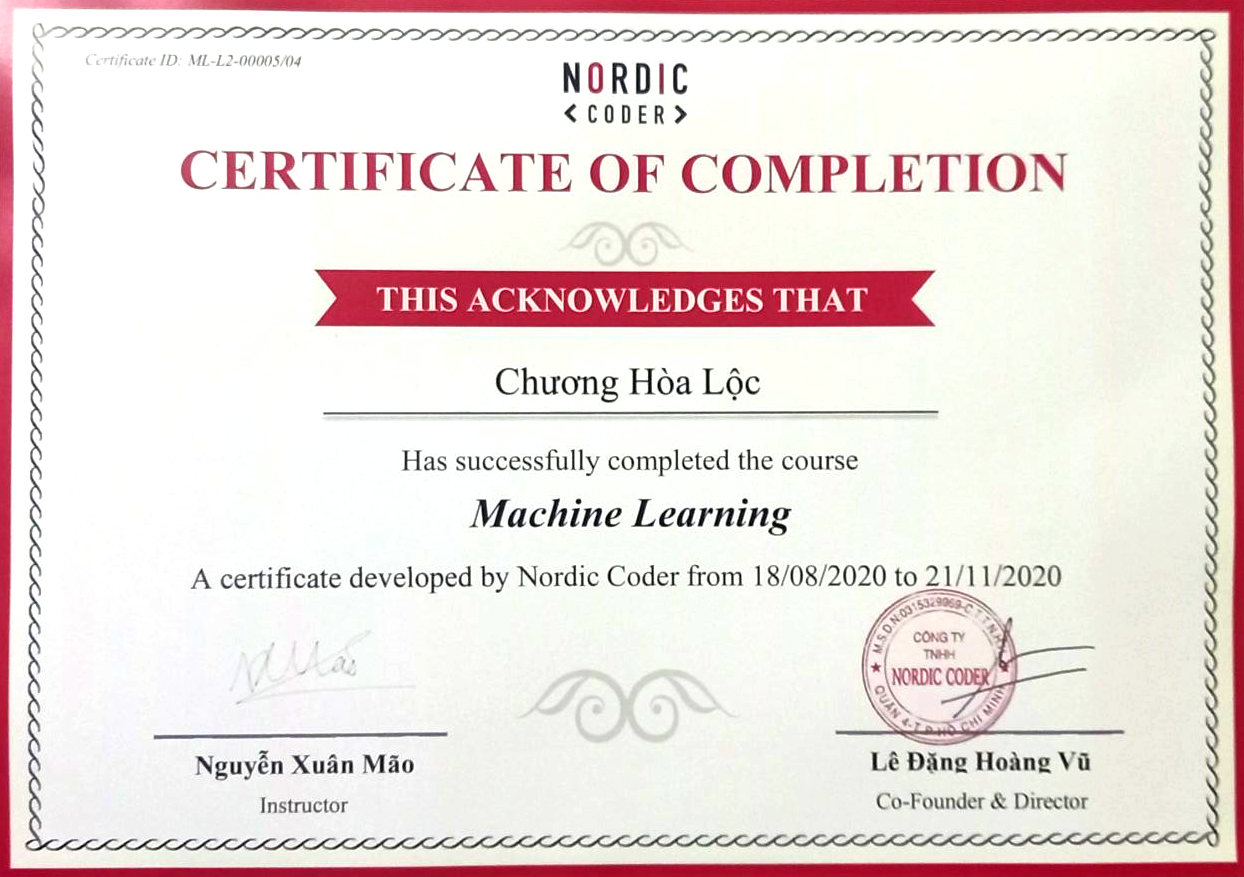 Certificate ID: ML-L2-00005/04
NORDIC
<CODER>
CERTIFICATE OF COMPLETION
THIS ACKNOWLEDGES THAT
Chương Hòa Lộc
Has successfully completed the course
Machine Learning
A certificate developed by Nordic Coder from 18/08/2020 to 21/11/2020
M.S.D.N:0315329969-C.T.T.N.H.H
CÔNG TY
TNHH
NORDIC CODER
QUẬN 4-T.P HỒ CHÍ MINH
Nguyễn Xuân Mão
Instructor
Lê Đặng Hoàng Vũ
Co-Founder & Director